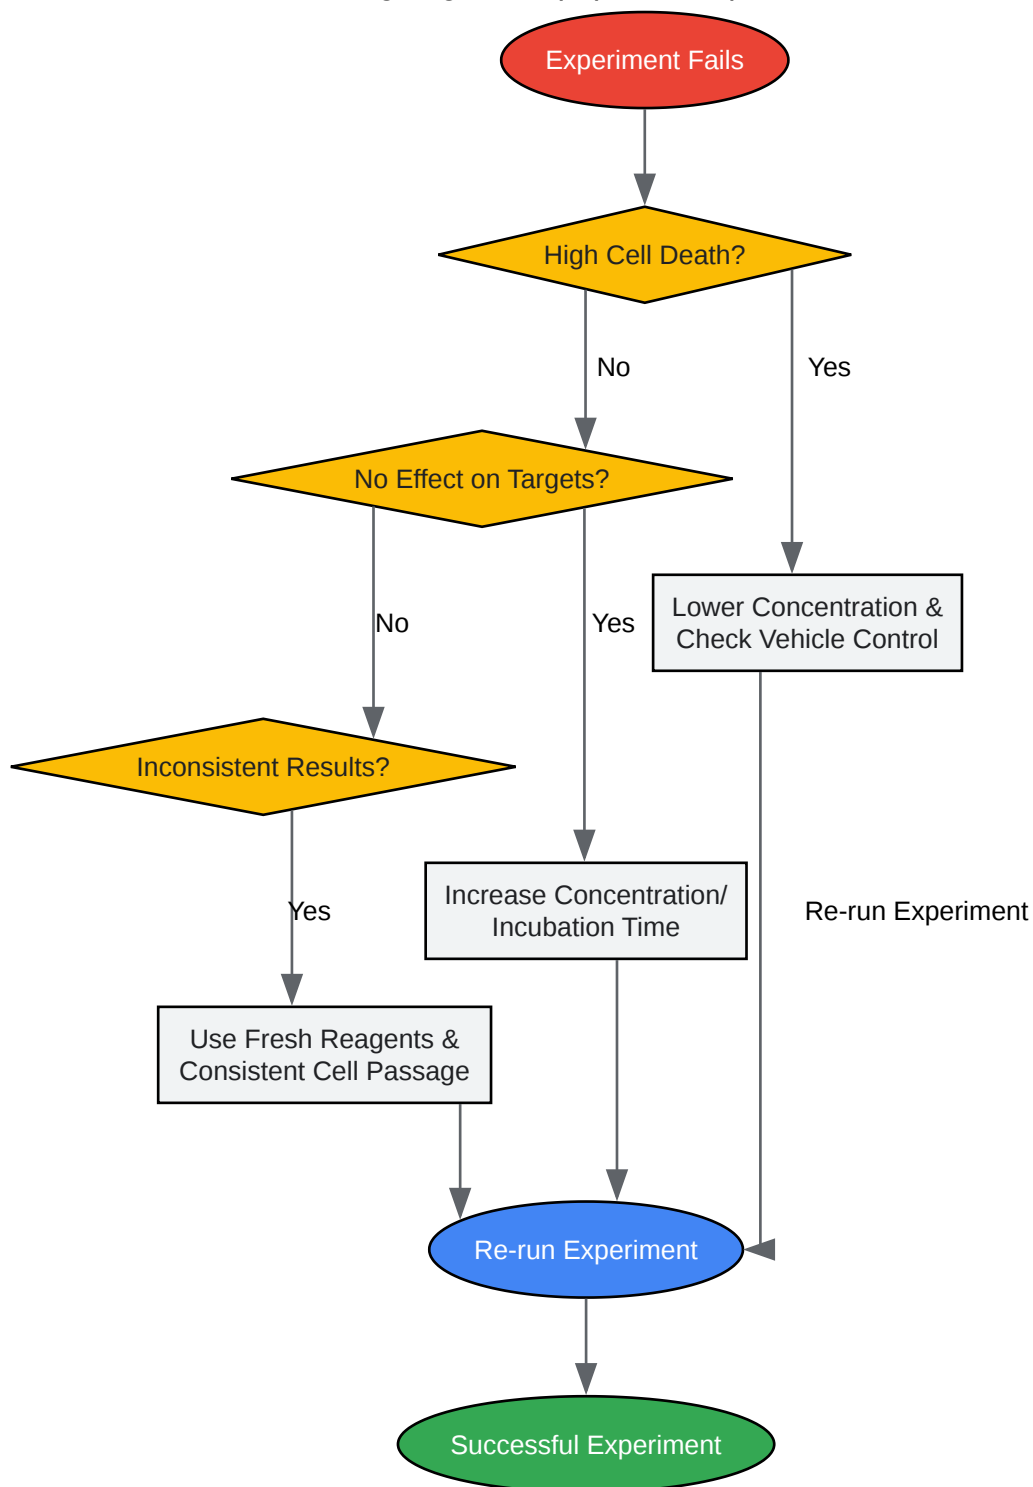 Experiment Fails
High Cell Death?
No
Yes
No Effect on Targets?
No
Yes
Lower Concentration &
Check Vehicle Control
Inconsistent Results?
Yes
Increase Concentration/
Incubation Time
Re-run Experiment
Use Fresh Reagents &
Consistent Cell Passage
Re-run Experiment
Successful Experiment